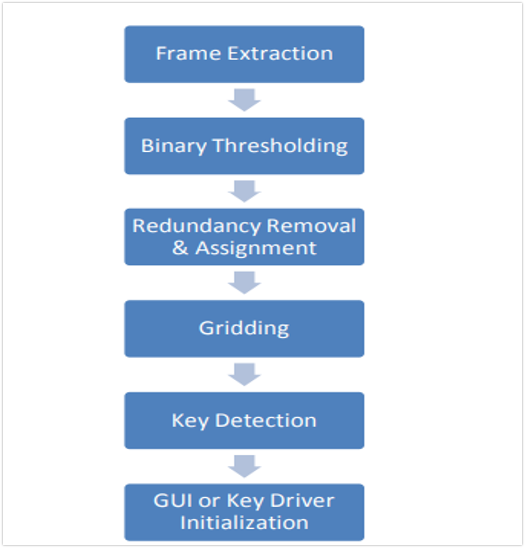 Frame Extraction
Binary Thresholding
Redundancy Removal
& Assignment
Gridding
Key Detection
GUI or Key Driver
Initialization